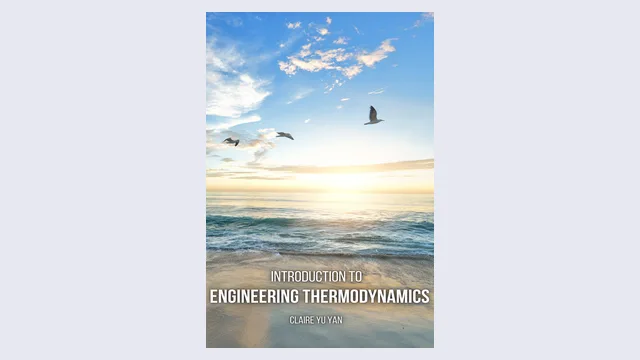 INTRODUCTION TO
ENGINEERING THERMODYNAMICS
CLAIRE YU YAN